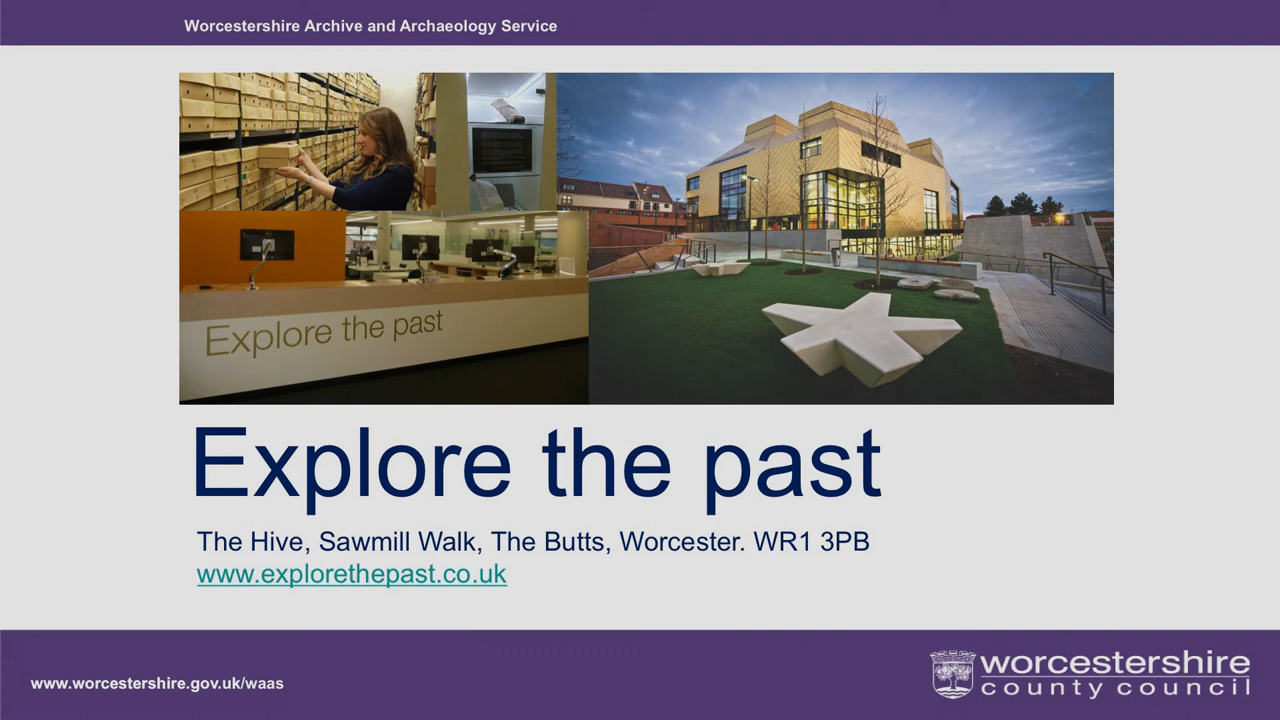 Worcestershire Archive and Archaeology Service
Explore the past
Explore the past
The Hive, Sawmill Walk, The Butts, Worcester. WR1 3PB
www.explorethepast.co.uk
www.worcestershire.gov.uk/waas
worcestershire
county council